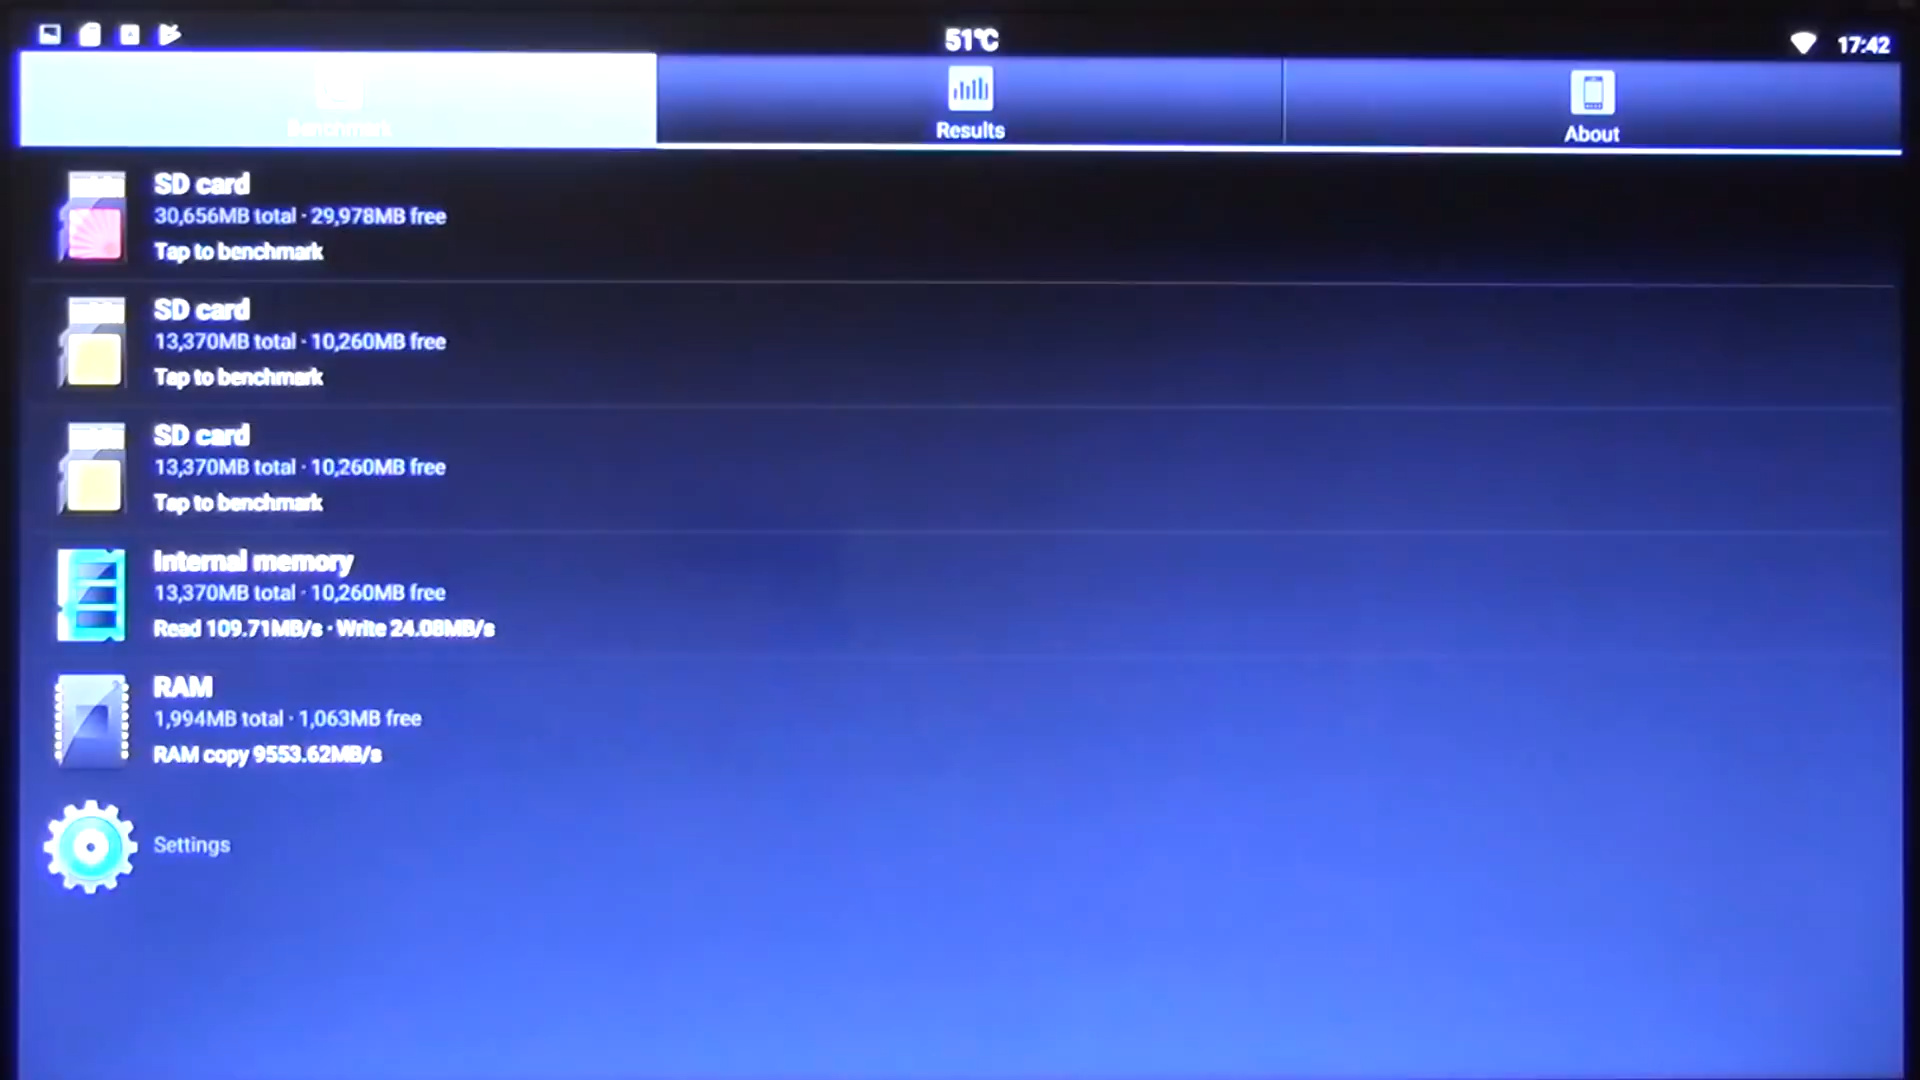 51°C
17:42
Benchmark
Results
About
SD card
30,656MB total · 29,978MB free
Tap to benchmark
SD card
13,370MB total · 10,260MB free
Tap to benchmark
SD card
13,370MB total · 10,260MB free
Tap to benchmark
Internal memory
13,370MB total · 10,260MB free
Read 109.71MB/s · Write 24.08MB/s
RAM
1,994MB total · 1,063MB free
RAM copy 9553.62MB/s
Settings